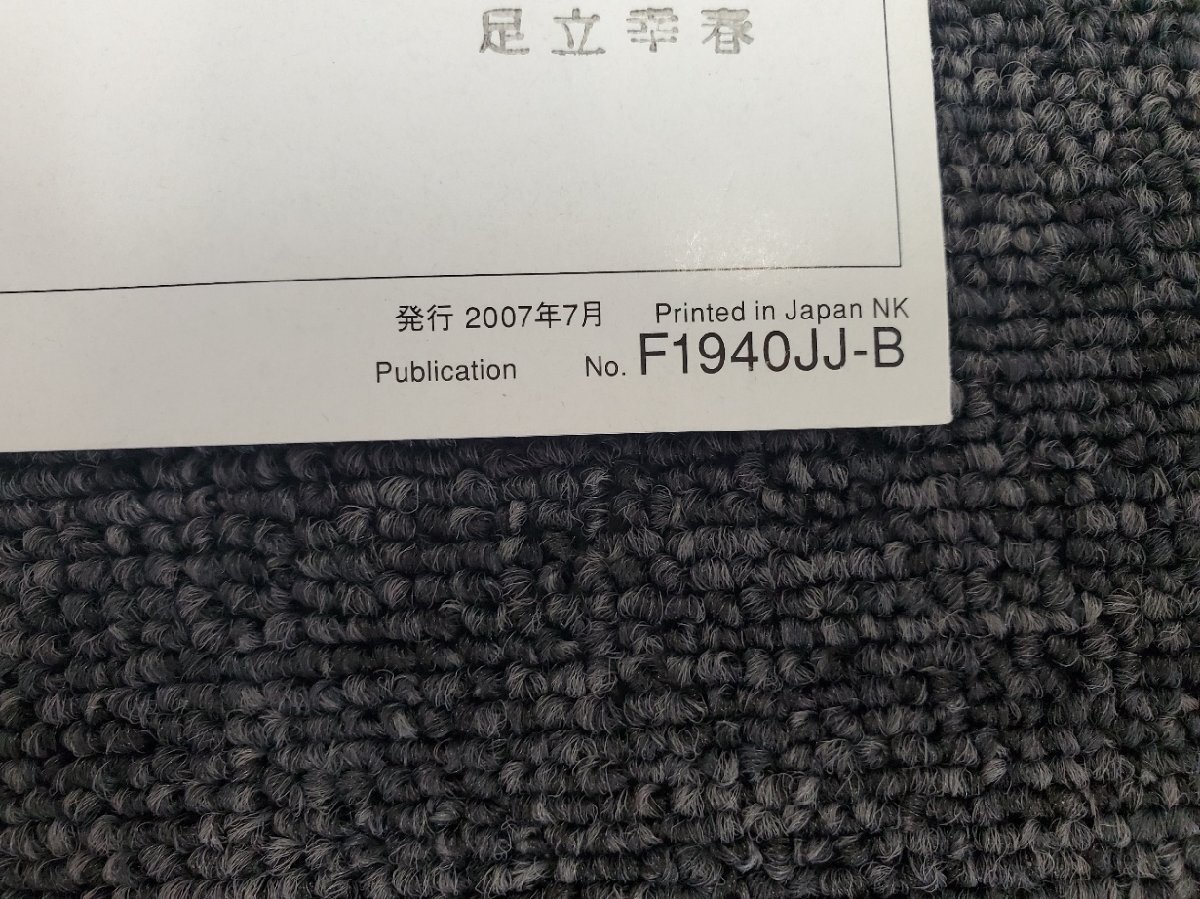 足立幸春
発行 2007年7月 Printed in Japan NK
Publication No. F1940JJ-B